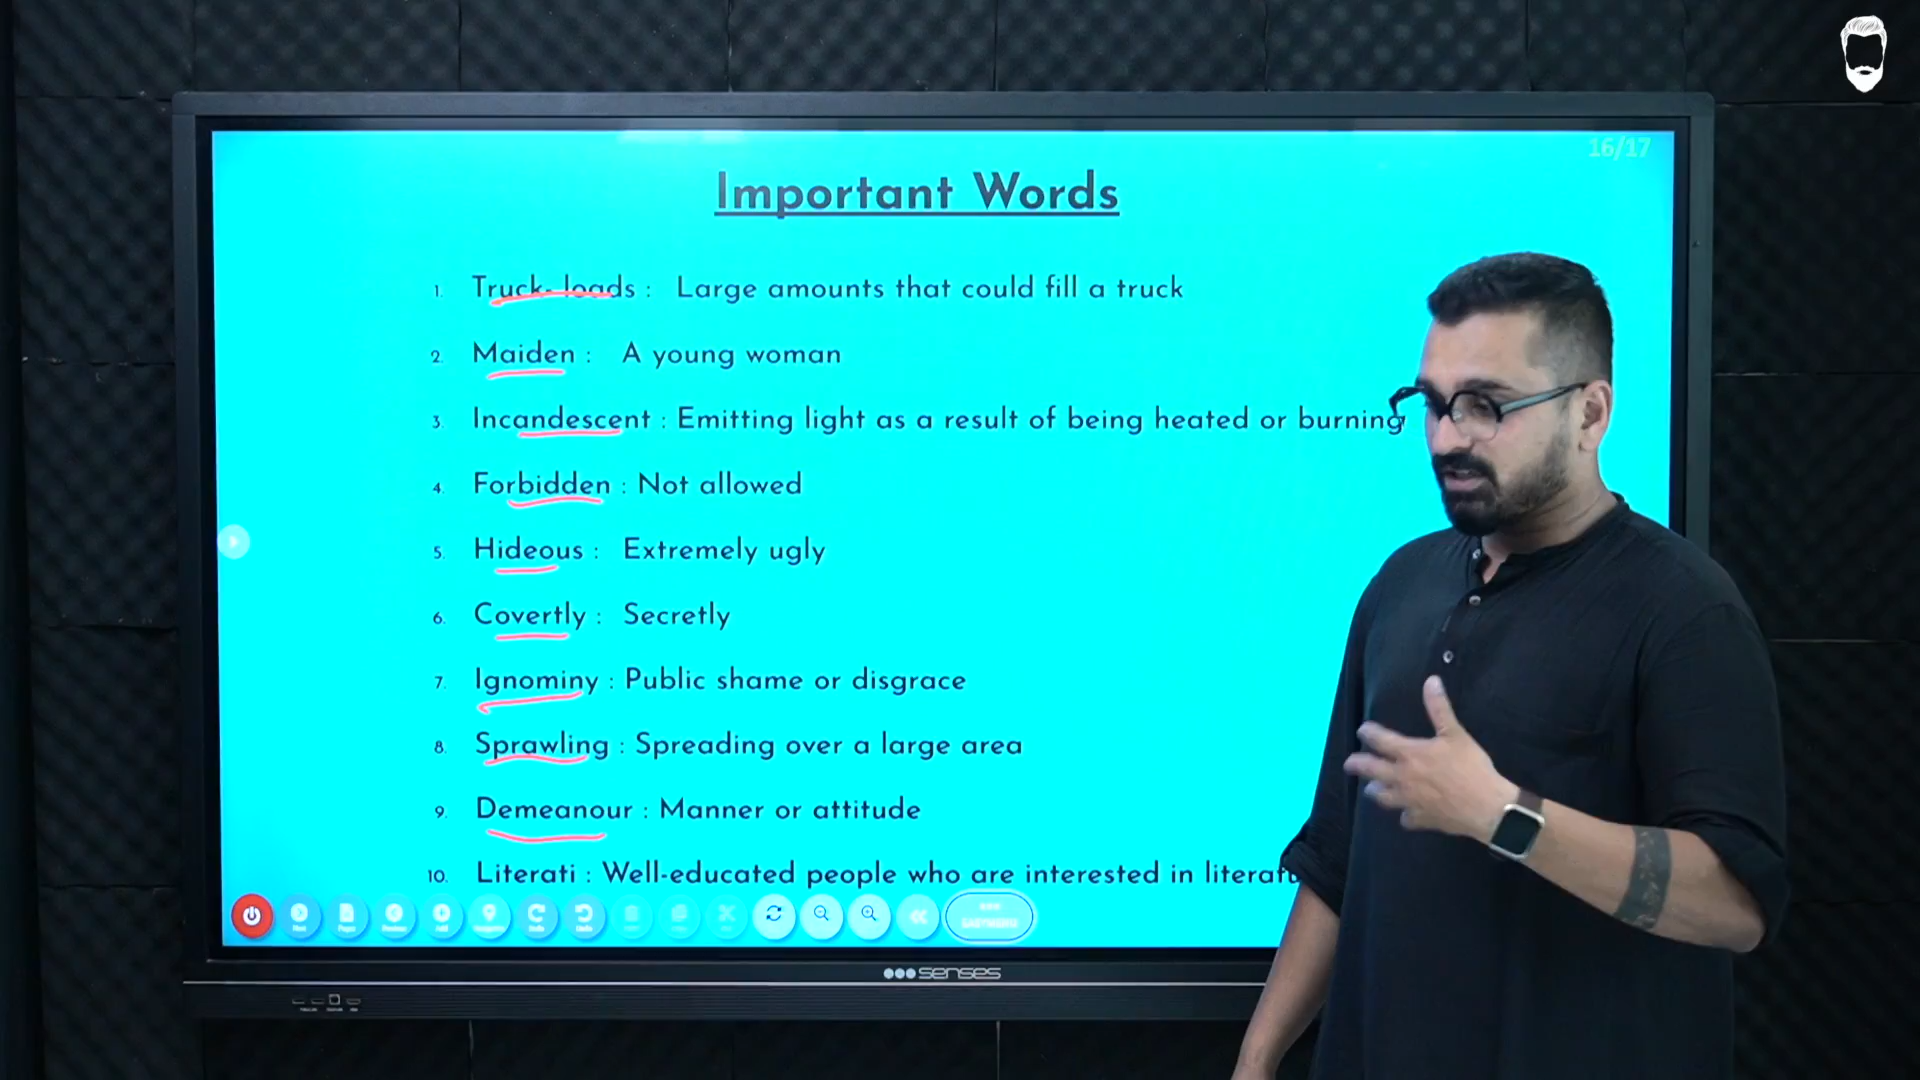 16/17
Important Words
1. Truck-loads : Large amounts that could fill a truck
2. Maiden : A young woman
3. Incandescent : Emitting light as a result of being heated or burning
4. Forbidden : Not allowed
5. Hideous : Extremely ugly
6. Covertly : Secretly
7. Ignominy : Public shame or disgrace
8. Sprawling : Spreading over a large area
9. Demeanour : Manner or attitude
10. Literati : Well-educated people who are interested in literatu
senses